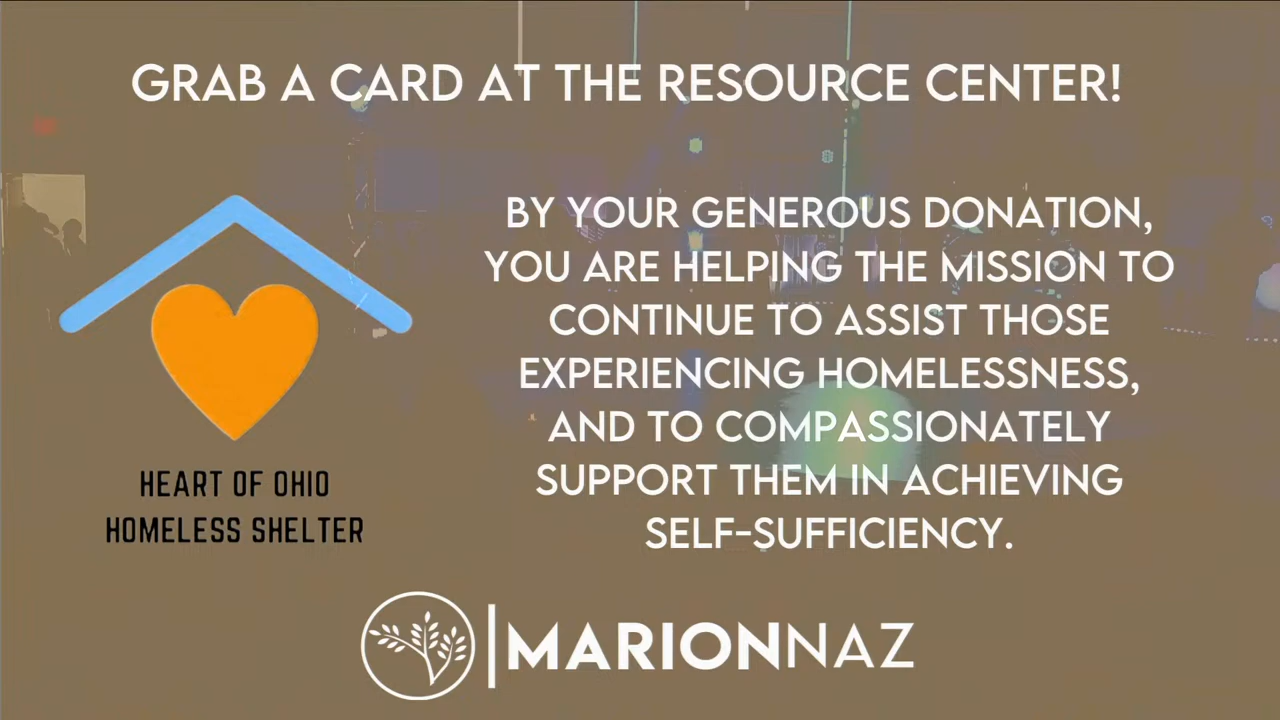 GRAB A CARD AT THE RESOURCE CENTER!
BY YOUR GENEROUS DONATION,
YOU ARE HELPING THE MISSION TO
CONTINUE TO ASSIST THOSE
EXPERIENCING HOMELESSNESS,
AND TO COMPASSIONATELY
SUPPORT THEM IN ACHIEVING
SELF-SUFFICIENCY.
HEART OF OHIO
HOMELESS SHELTER
MARIONNAZ